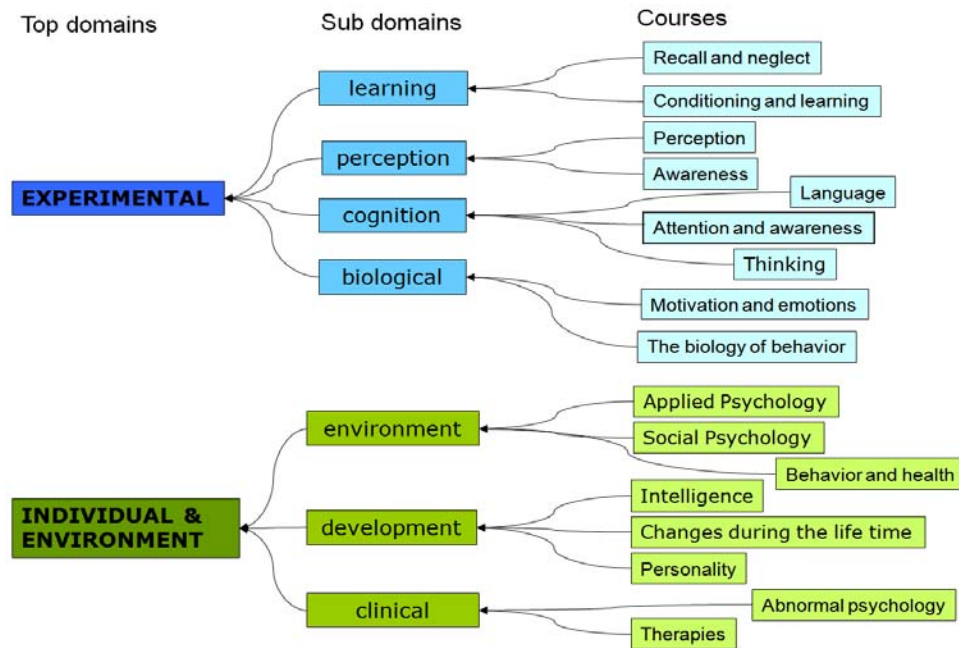 Top domains
Sub domains
Courses
EXPERIMENTAL
learning
Recall and neglect
Conditioning and learning
perception
Perception
Awareness
cognition
Language
Attention and awareness
Thinking
biological
Motivation and emotions
The biology of behavior
INDIVIDUAL &
ENVIRONMENT
environment
Applied Psychology
Social Psychology
Behavior and health
development
Intelligence
Changes during the life time
Personality
clinical
Abnormal psychology
Therapies